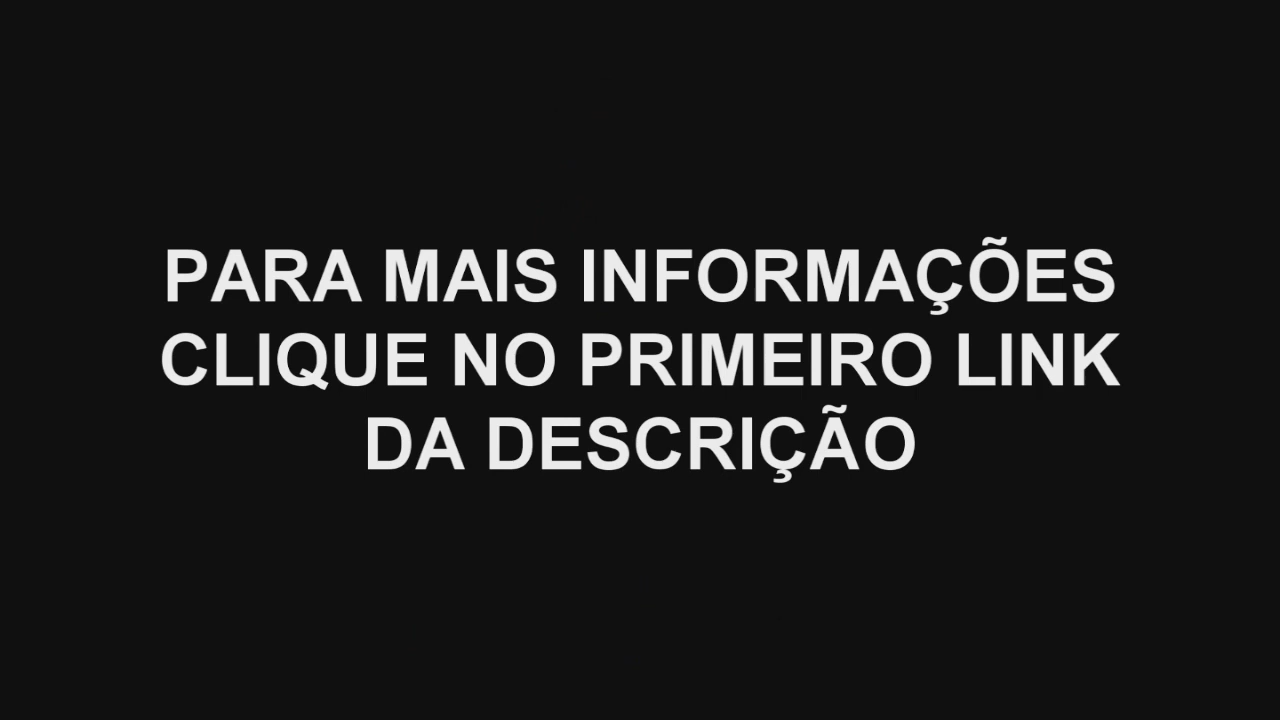 PARA MAIS INFORMAÇÕES
CLIQUE NO PRIMEIRO LINK
DA DESCRIÇÃO